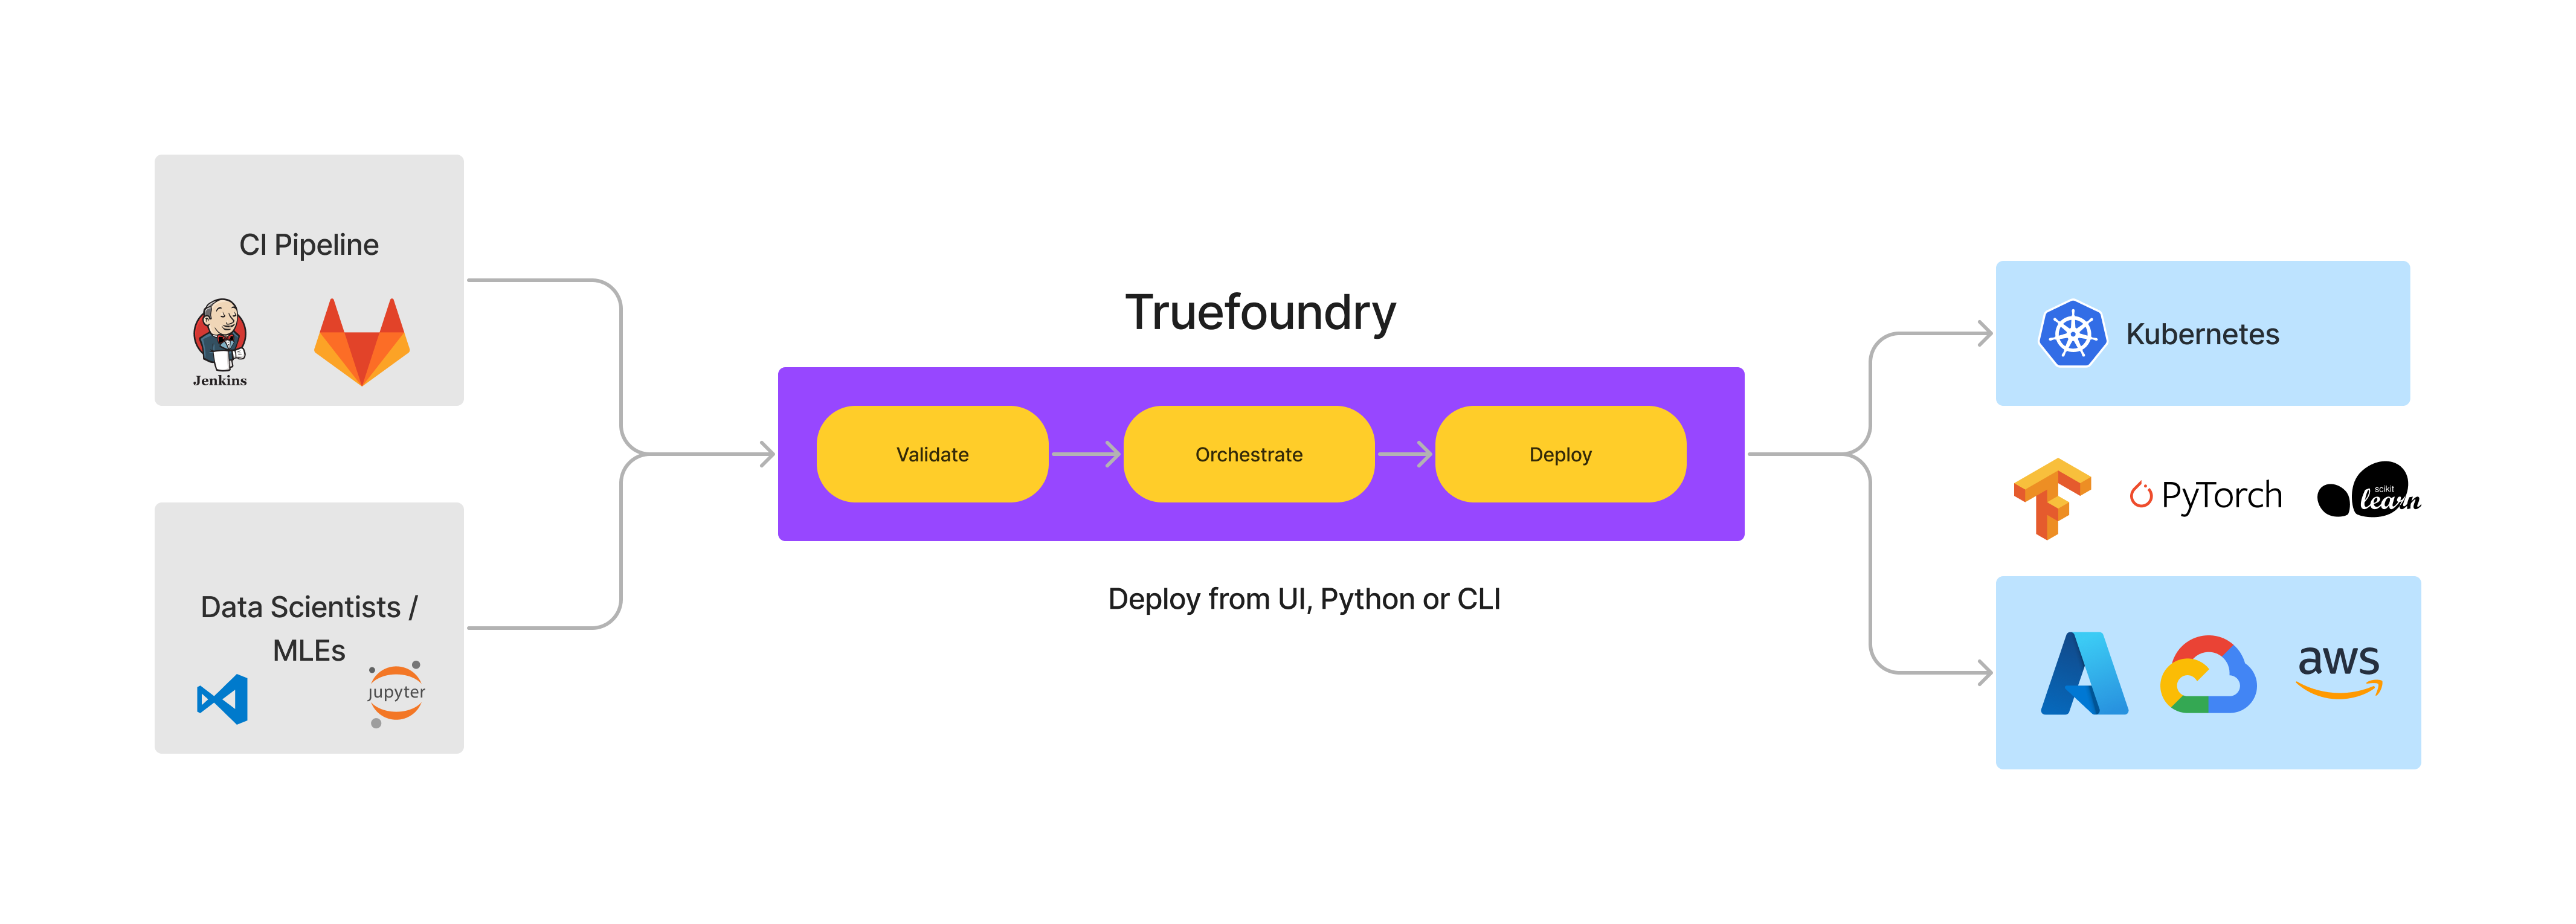 CI Pipeline
Jenkins
Data Scientists /
MLEs
jupyter
Truefoundry
Validate
Orchestrate
Deploy
Deploy from UI, Python or CLI
Kubernetes
PyTorch
scikit
learn
aws